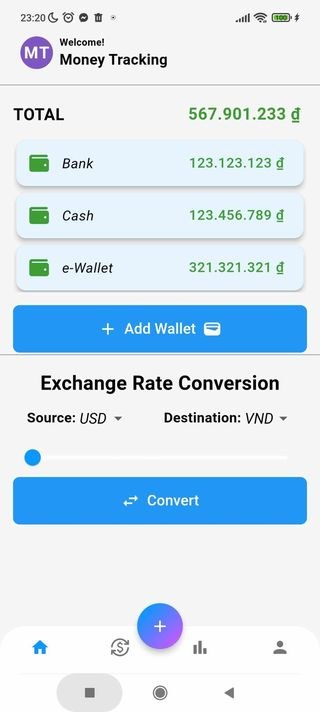 23:20
100
MT
Welcome!
Money Tracking
TOTAL 567.901.233 ₫
Bank 123.123.123 ₫
Cash 123.456.789 ₫
e-Wallet 321.321.321 ₫
Add Wallet
Exchange Rate Conversion
Source: USD Destination: VND
Convert